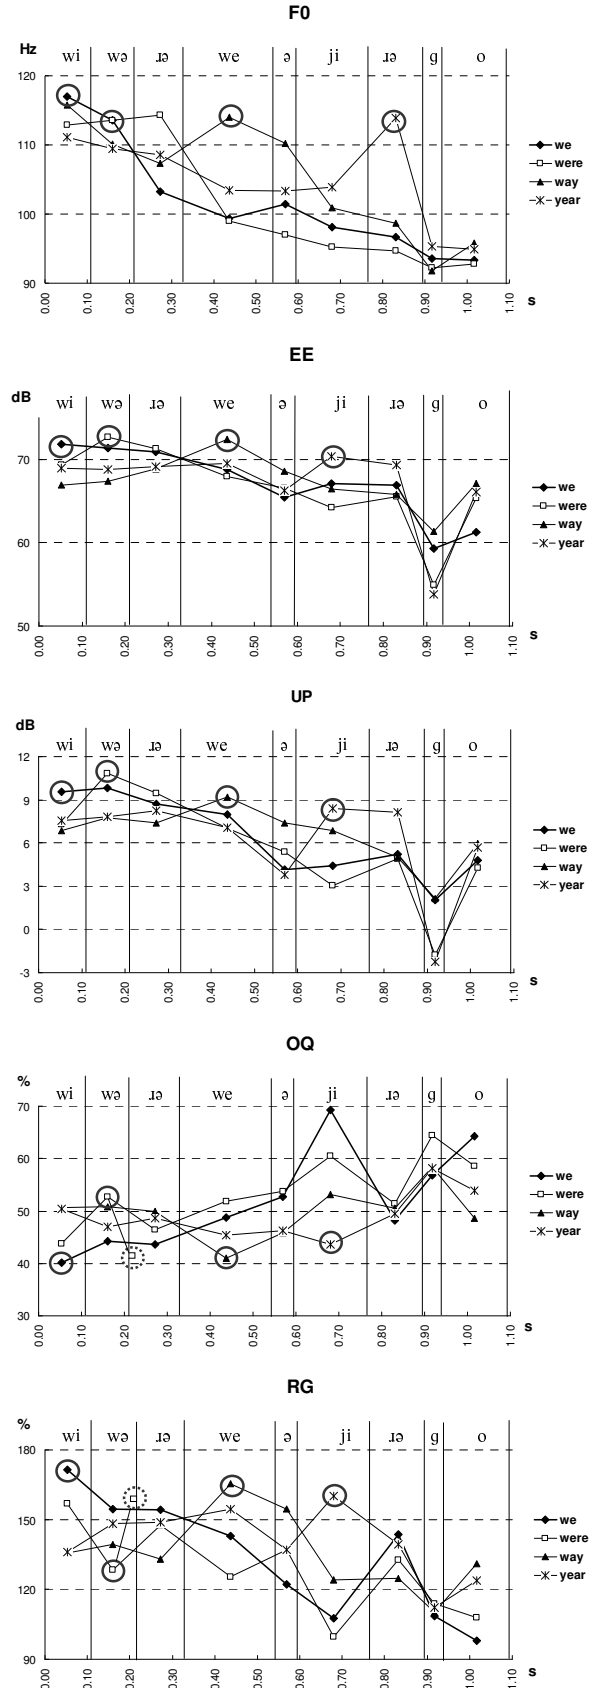 F0
Hz
wi wə ɹə we ə ji ɹə ɡ o
120
110
100
90
0.00 0.10 0.20 0.30 0.40 0.50 0.60 0.70 0.80 0.90 1.00 1.10 s
we
were
way
year
EE
dB
wi wə ɹə we ə ji ɹə ɡ o
70
60
50
0.00 0.10 0.20 0.30 0.40 0.50 0.60 0.70 0.80 0.90 1.00 1.10 s
we
were
way
year
UP
dB
wi wə ɹə we ə ji ɹə ɡ o
12
9
6
3
0
-3
0.00 0.10 0.20 0.30 0.40 0.50 0.60 0.70 0.80 0.90 1.00 1.10 s
we
were
way
year
OQ
%
wi wə ɹə we ə ji ɹə ɡ o
70
60
50
40
30
0.00 0.10 0.20 0.30 0.40 0.50 0.60 0.70 0.80 0.90 1.00 1.10 s
we
were
way
year
RG
%
wi wə ɹə we ə ji ɹə ɡ o
180
150
120
90
0.00 0.10 0.20 0.30 0.40 0.50 0.60 0.70 0.80 0.90 1.00 1.10 s
we
were
way
year